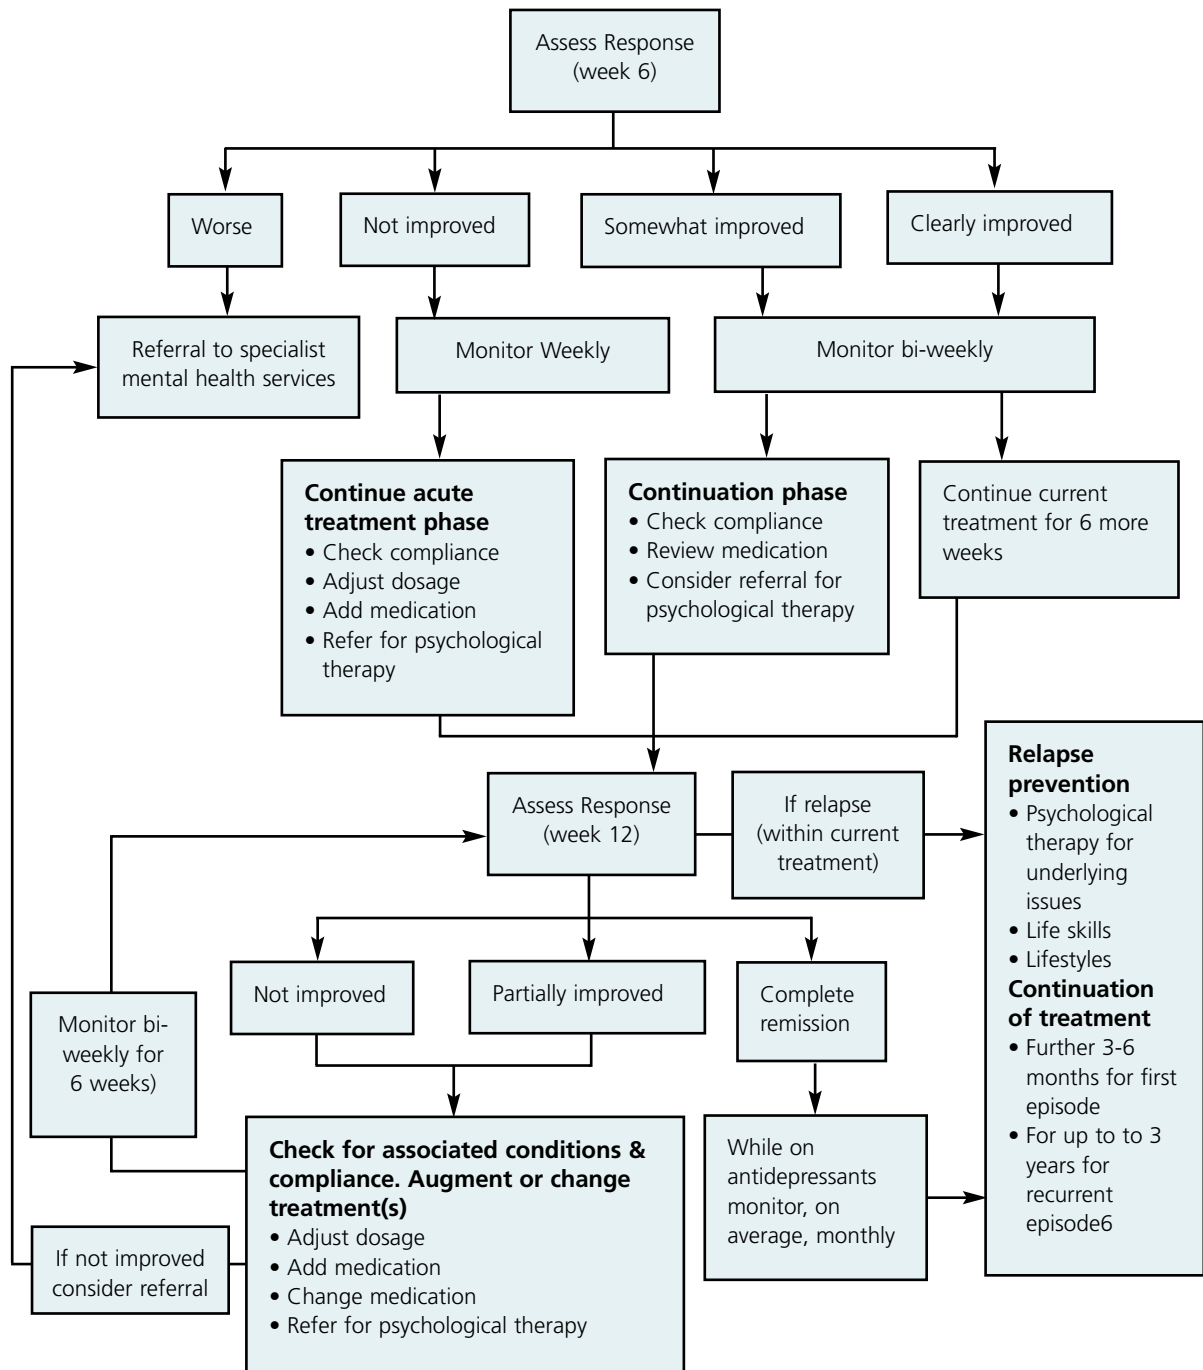 Assess Response
(week 6)
Worse
Not improved
Somewhat improved
Clearly improved
Referral to specialist
mental health services
Monitor Weekly
Monitor bi-weekly
Continue acute
treatment phase
• Check compliance
• Adjust dosage
• Add medication
• Refer for psychological
therapy
Continuation phase
• Check compliance
• Review medication
• Consider referral for
psychological therapy
Continue current
treatment for 6 more
weeks
Assess Response
(week 12)
If relapse
(within current
treatment)
Relapse
prevention
• Psychological
therapy for
underlying
issues
• Life skills
• Lifestyles
Continuation
of treatment
• Further 3-6
months for first
episode
• For up to to 3
years for
recurrent
episode6
Not improved
Partially improved
Complete
remission
Monitor bi-
weekly for
6 weeks)
Check for associated conditions &
compliance. Augment or change
treatment(s)
• Adjust dosage
• Add medication
• Change medication
• Refer for psychological therapy
While on
antidepressants
monitor, on
average, monthly
If not improved
consider referral